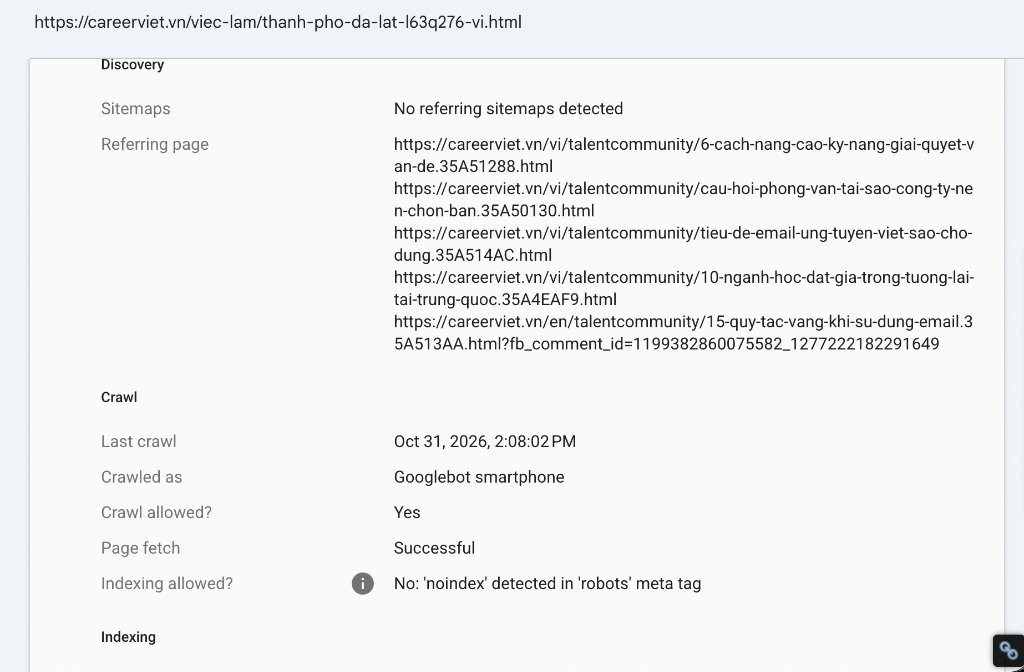 https://careerviet.vn/viec-lam/thanh-pho-da-lat-l63q276-vi.html
Discovery
Sitemaps No referring sitemaps detected
Referring page https://careerviet.vn/vi/talentcommunity/6-cach-nang-cao-ky-nang-giai-quyet-v
an-de.35A51288.html
https://careerviet.vn/vi/talentcommunity/cau-hoi-phong-van-tai-sao-cong-ty-ne
n-chon-ban.35A50130.html
https://careerviet.vn/vi/talentcommunity/tieu-de-email-ung-tuyen-viet-sao-cho-
dung.35A514AC.html
https://careerviet.vn/vi/talentcommunity/10-nganh-hoc-dat-gia-trong-tuong-lai-
tai-trung-quoc.35A4EAF9.html
https://careerviet.vn/en/talentcommunity/15-quy-tac-vang-khi-su-dung-email.3
5A513AA.html?fb_comment_id=1199382860075582_1277222182291649
Crawl
Last crawl Oct 31, 2026, 2:08:02 PM
Crawled as Googlebot smartphone
Crawl allowed? Yes
Page fetch Successful
Indexing allowed? No: 'noindex' detected in 'robots' meta tag
Indexing